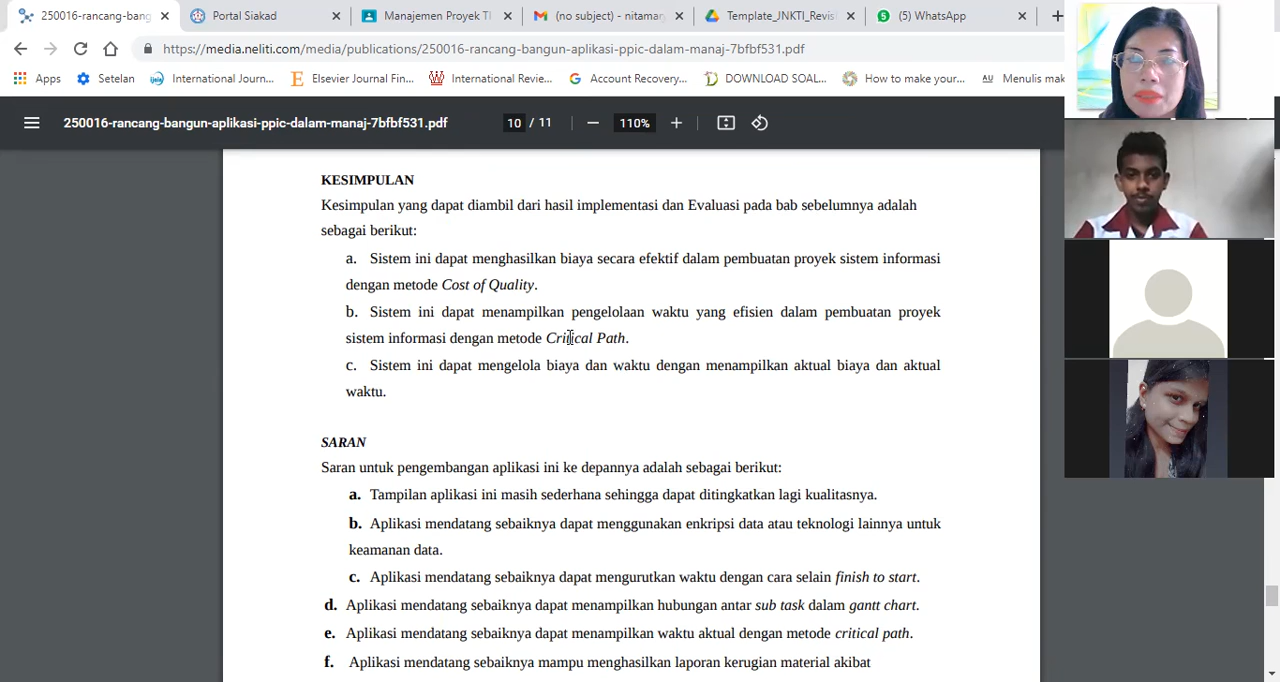 250016-rancang-bang
Portal Siakad
Manajemen Proyek TI
(no subject) - nitamar
Template_JNKTI_Revisi
(5) WhatsApp
https://media.neliti.com/media/publications/250016-rancang-bangun-aplikasi-ppic-dalam-manaj-7bfbf531.pdf
Apps
Setelan
International Journ...
Elsevier Journal Fin...
International Revie...
Account Recovery...
DOWNLOAD SOAL...
How to make your...
Menulis mak
250016-rancang-bangun-aplikasi-ppic-dalam-manaj-7bfbf531.pdf
10 / 11
110%
KESIMPULAN
Kesimpulan yang dapt diambil dari hasil implementasi dan Evaluasi pada bab sebelumnya adalah
sebagai berikut:
a. Sistem ini dapat menghasilkan biaya secara efektif dalam pembuatan proyek sistem informasi
dengan metode Cost of Quality.
b. Sistem ini dapat menampilkan pengelolaan waktu yang efisien dalam pembuatan proyek
sistem informasi dengan metode Critical Path.
c. Sistem ini dapat mengelola biaya dan waktu dengan menampilkan aktual biaya dan aktual
waktu.
SARAN
Saran untuk pengembangan aplikasi ini ke depannya adalah sebagai berikut:
a. Tampilan aplikasi ini masih sederhana sehingga dapat ditingkatkan lagi kualitasnya.
b. Aplikasi mendatang sebaiknya dapat menggunakan enkripsi data atau teknologi lainnya untuk
keamanan data.
c. Aplikasi mendatang sebaiknya dapat mengurutkan waktu dengan cara selain finish to start.
d. Aplikasi mendatang sebaiknya dapat menampilkan hubungan antar sub task dalam gantt chart.
e. Aplikasi mendatang sebaiknya dapat menampilkan waktu aktual dengan metode critical path.
f. Aplikasi mendatang sebaiknya mampu menghasilkan laporan kerugian material akibat